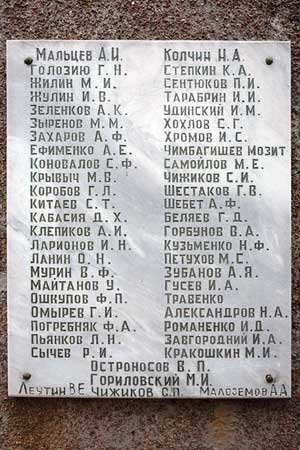 Мальцев А.И. Колчин И.А.
Голозию Г.Н. Степкин К.А.
Жилин М.И. Сентюков П.И.
Жулин И.В. Тарабрин И.И.
Зеленков А.К. Удинский И.М.
Зыренов М.М. Хохлов С.Г.
Захаров А.Ф. Хромов И.С.
Ефименко А.Е. Чимбагишев Иозит
Коновалов С.Ф. Самойлов М.Е.
Крывыч М.В. Чижиков С.И.
Коробов Г.Л. Шестаков Г.В.
Китаев С.Т. Шебет А.Ф.
Кабасия Д.Х. Беляев Г.Д.
Клепиков А.И. Горбунов В.А.
Ларионов И.Н. Кузьменко Н.Ф.
Ланин О.Н. Петухов М.С.
Мурин В.Ф. Зубанов А.Я.
Майтанов У. Гусев И.А.
Ошкупов Ф.П. Травенко
Омырев Г.И. Александров Н.А.
Погребняк Ф.А. Романенко И.Д.
Пьянков Л.Н. Завгородний И.А.
Сычев Р.И. Кракошкин М.И.
Остроносов В.П.
Гориловский М.И.
Леутин В.Е. Чижиков С.П. Малоземов А.А